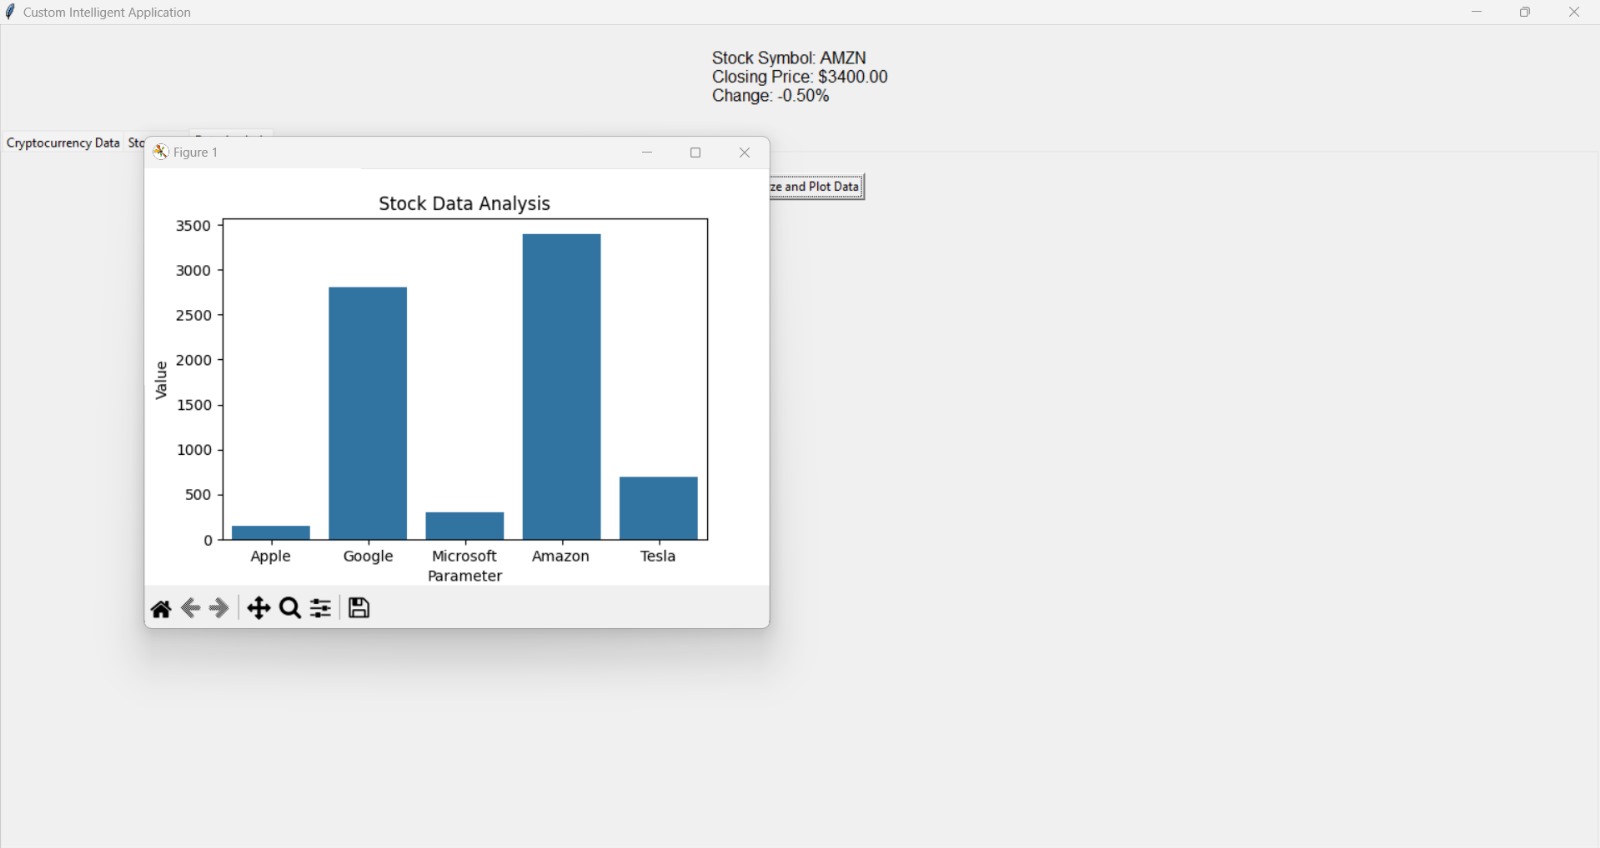 Custom Intelligent Application
Stock Symbol: AMZN
Closing Price: $3400.00
Change: -0.50%
Cryptocurrency Data Sto
Figure 1
ze and Plot Data
Stock Data Analysis
3500
3000
2500
2000
1500
1000
500
0
Value
Apple Google Microsoft Amazon Tesla
Parameter